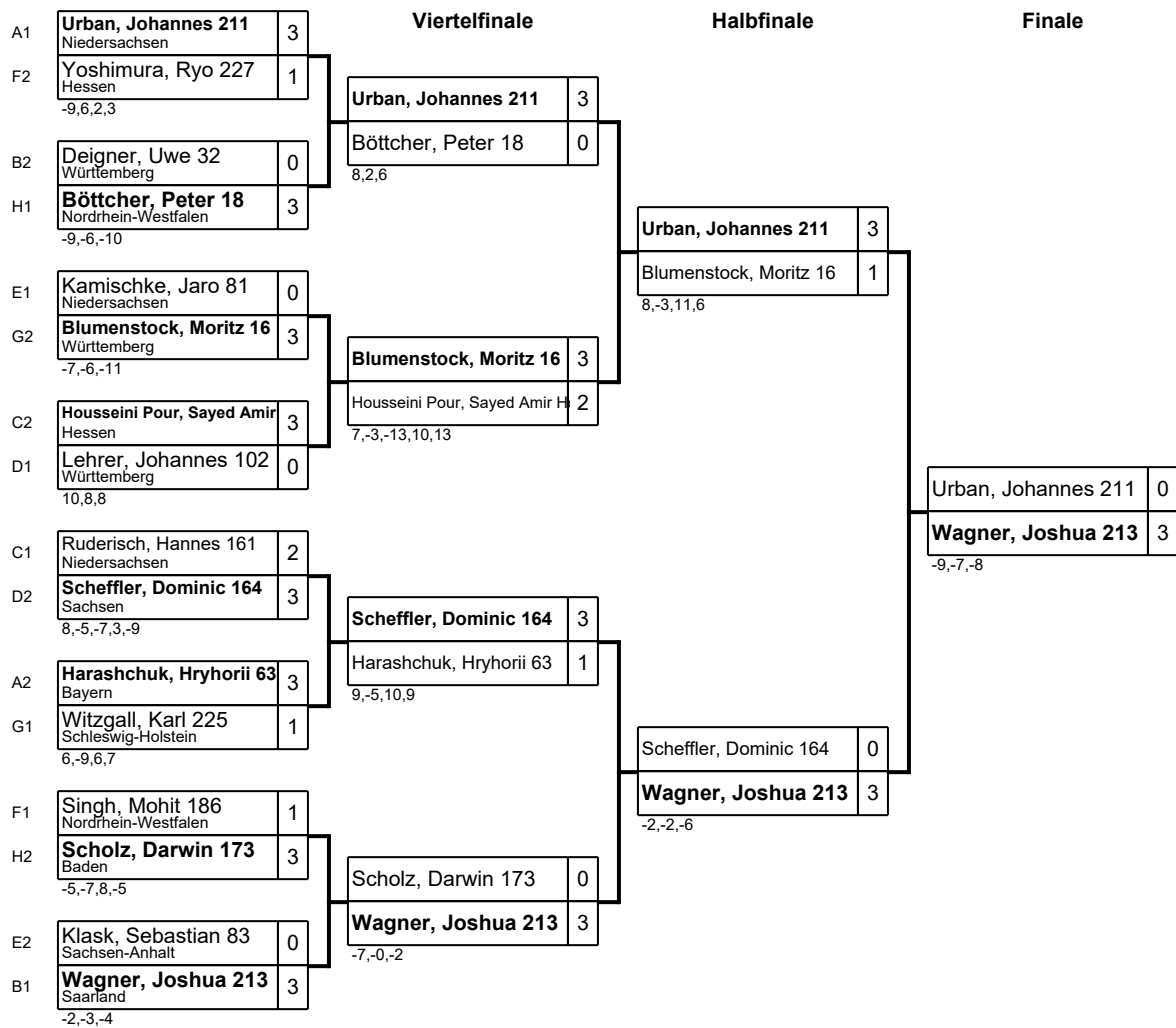 Viertelfinale
Halbfinale
Finale
A1 Urban, Johannes 211 3
Niedersachsen
F2 Yoshimura, Ryo 227 1
Hessen
-9,6,2,3
B2 Deigner, Uwe 32 0
Württemberg
H1 Böttcher, Peter 18 3
Nordrhein-Westfalen
-9,-6,-10
E1 Kamischke, Jaro 81 0
Niedersachsen
G2 Blumenstock, Moritz 16 3
Württemberg
-7,-6,-11
C2 Housseini Pour, Sayed Amir 3
Hessen
D1 Lehrer, Johannes 102 0
Württemberg
10,8,8
C1 Ruderisch, Hannes 161 2
Niedersachsen
D2 Scheffler, Dominic 164 3
Sachsen
8,-5,-7,3,-9
A2 Harashchuk, Hryhorii 63 3
Bayern
G1 Witzgall, Karl 225 1
Schleswig-Holstein
6,-9,6,7
F1 Singh, Mohit 186 1
Nordrhein-Westfalen
H2 Scholz, Darwin 173 3
Baden
-5,-7,8,-5
E2 Klask, Sebastian 83 0
Sachsen-Anhalt
B1 Wagner, Joshua 213 3
Saarland
-2,-3,-4
Urban, Johannes 211 3
Böttcher, Peter 18 0
8,2,6
Blumenstock, Moritz 16 3
Housseini Pour, Sayed Amir H 2
7,-3,-13,10,13
Scheffler, Dominic 164 3
Harashchuk, Hryhorii 63 1
9,-5,10,9
Scholz, Darwin 173 0
Wagner, Joshua 213 3
-7,-0,-2
Urban, Johannes 211 3
Blumenstock, Moritz 16 1
8,-3,11,6
Scheffler, Dominic 164 0
Wagner, Joshua 213 3
-2,-2,-6
Urban, Johannes 211 0
Wagner, Joshua 213 3
-9,-7,-8